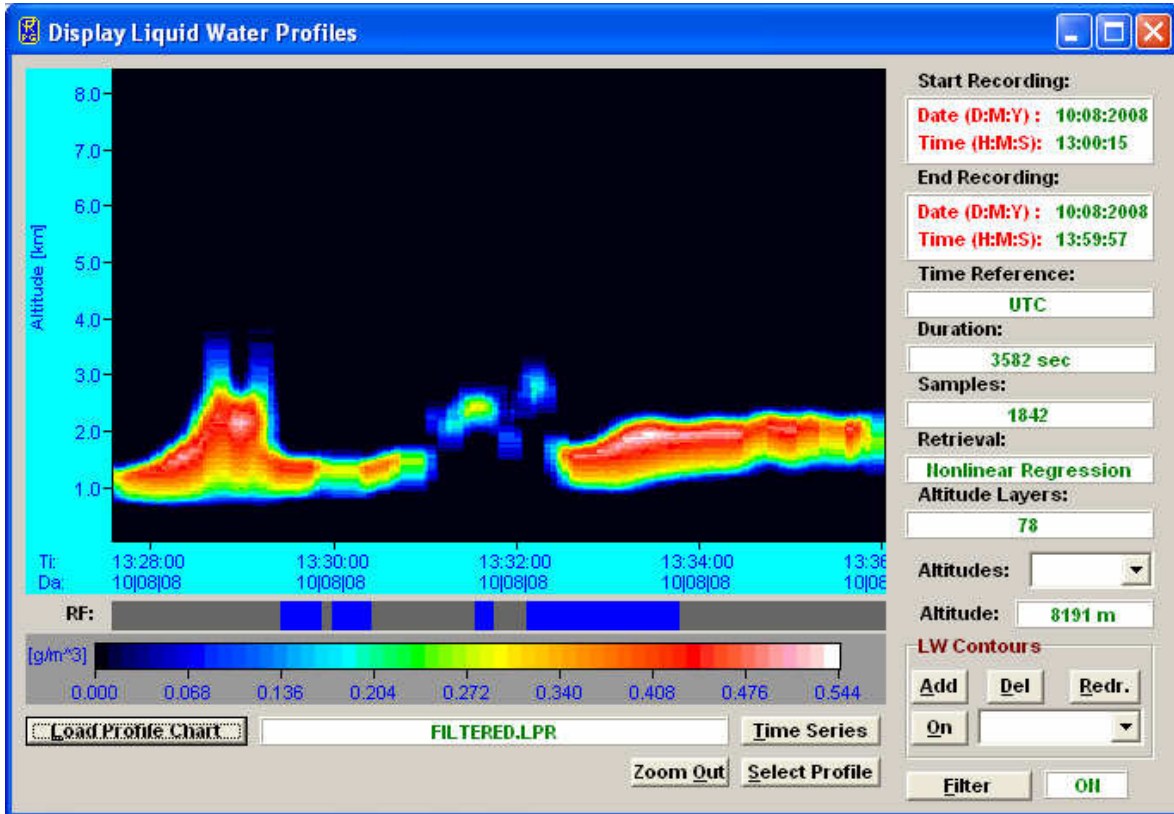 Display Liquid Water Profiles
8.0
7.0
6.0
5.0
4.0
3.0
2.0
1.0
Altitude [km]
Ti: 13:28:00 13:30:00 13:32:00 13:34:00 13:36
Da: 10|08|08 10|08|08 10|08|08 10|08|08 10|08
RF:
[g/m^3]
0.000 0.068 0.136 0.204 0.272 0.340 0.408 0.476 0.544
Load Profile Chart FILTERED.LPR Time Series
Zoom Out Select Profile
Start Recording:
Date (D:M:Y) : 10:08:2008
Time (H:M:S): 13:00:15
End Recording:
Date (D:M:Y) : 10:08:2008
Time (H:M:S): 13:59:57
Time Reference:
UTC
Duration:
3582 sec
Samples:
1842
Retrieval:
Nonlinear Regression
Altitude Layers:
78
Altitudes:
Altitude: 8191 m
LW Contours
Add Del Redr.
On
Filter ON